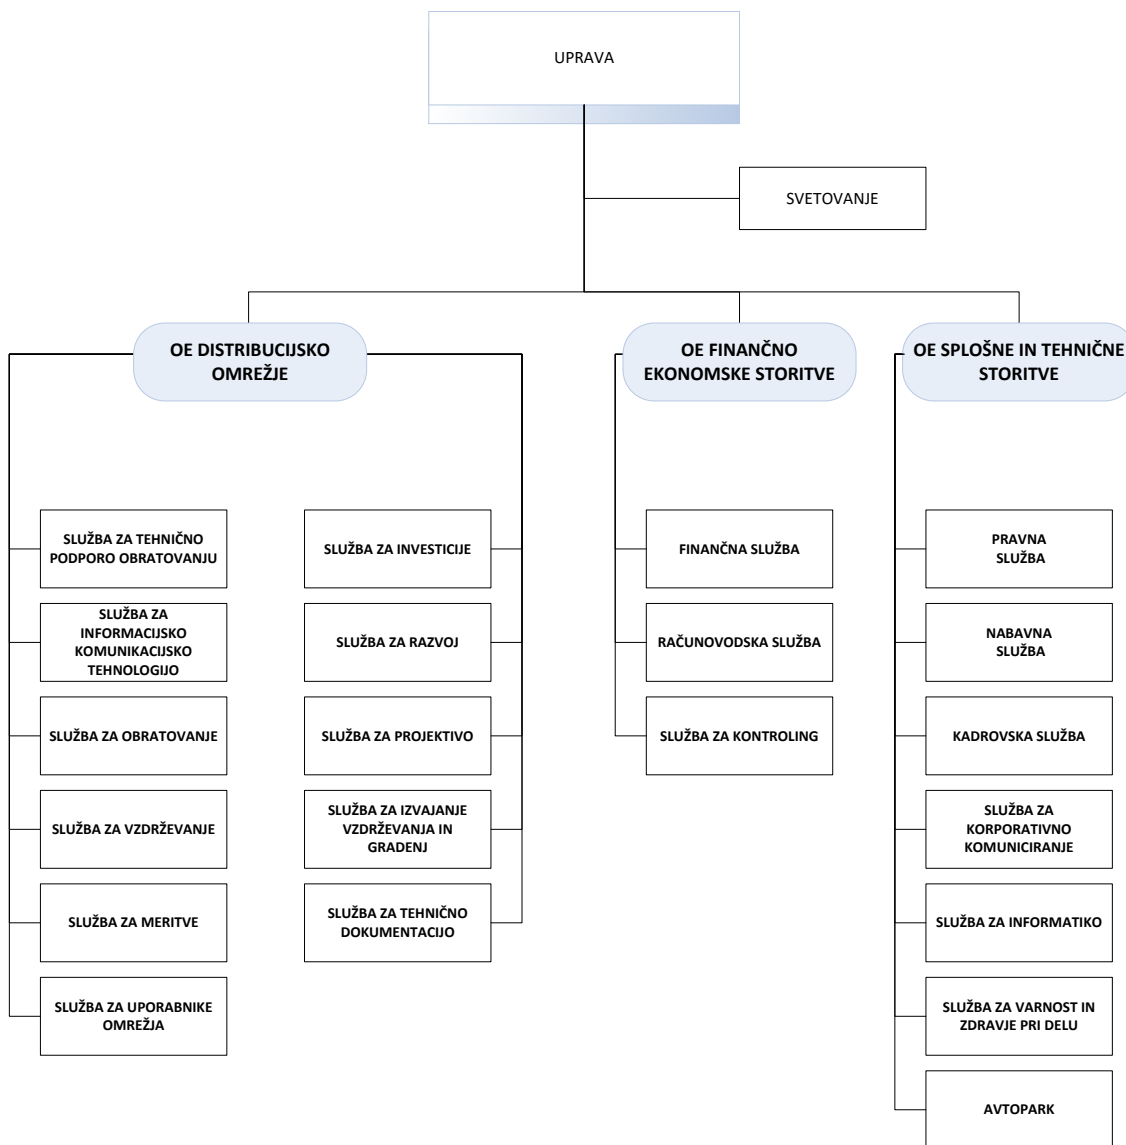 UPRAVA
SVETOVANJE
OE DISTRIBUCIJSKO
OMREŽJE
OE FINANČNO
EKONOMSKE STORITVE
OE SPLOŠNE IN TEHNIČNE
STORITVE
SLUŽBA ZA TEHNIČNO
PODPORO OBRATOVANJU
SLUŽBA ZA
INFORMACIJSKO
KOMUNIKACIJSKO
TEHNOLOGIJO
SLUŽBA ZA OBRATOVANJE
SLUŽBA ZA VZDRŽEVANJE
SLUŽBA ZA MERITVE
SLUŽBA ZA UPORABNIKE
OMREŽJA
SLUŽBA ZA INVESTICIJE
SLUŽBA ZA RAZVOJ
SLUŽBA ZA PROJEKTIVO
SLUŽBA ZA IZVAJANJE
VZDRŽEVANJA IN
GRADENJ
SLUŽBA ZA TEHNIČNO
DOKUMENTACIJO
FINANČNA SLUŽBA
RAČUNOVODSKA SLUŽBA
SLUŽBA ZA KONTROLING
PRAVNA
SLUŽBA
NABAVNA
SLUŽBA
KADROVSKA SLUŽBA
SLUŽBA ZA
KORPORATIVNO
KOMUNICIRANJE
SLUŽBA ZA INFORMATIKO
SLUŽBA ZA VARNOST IN
ZDRAVJE PRI DELU
AVTOPARK